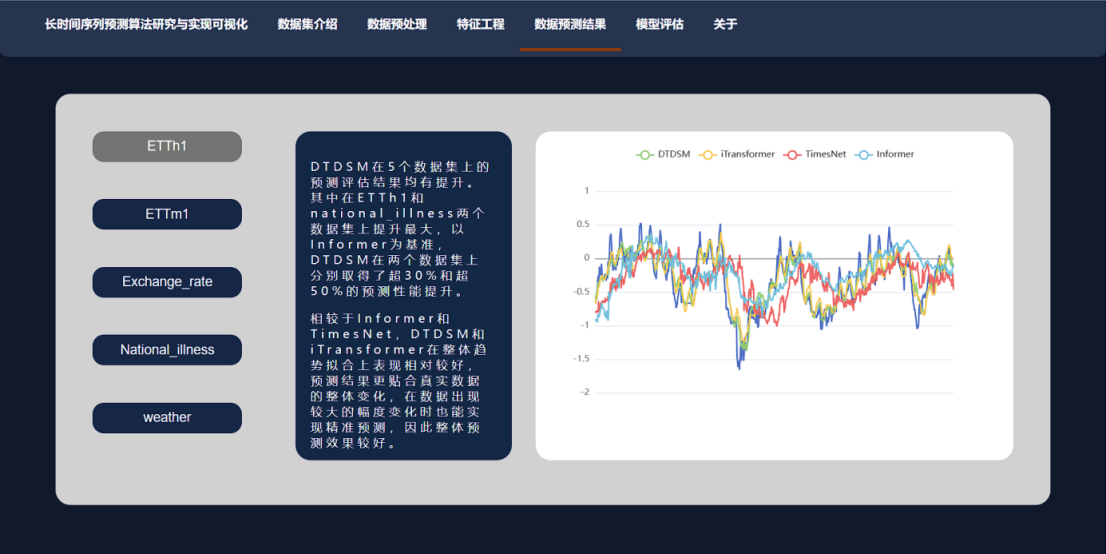 长时间序列预测算法研究与实现可视化 数据集介绍 数据预处理 特征工程 数据预测结果 模型评估 关于
ETTh1
ETTm1
Exchange_rate
National_illness
weather
DTDSM在5个数据集上的
预测评估结果均有提升。
其中在ETTh1和
national_illness两个
数据集上提升最大，以
Informer为基准，
DTDSM在两个数据集上
分别取得了超30%和超
50%的预测性能提升。
相较于Informer和
TimesNet，DTDSM和
iTransformer在整体趋
势拟合上表现相对较好，
预测结果更贴合真实数据
的整体变化，在数据出现
较大的幅度变化时也能实
现精准预测，因此整体预
测效果较好。
DTDSM iTransformer TimesNet Informer
1
0.5
0
-0.5
-1
-1.5
-2